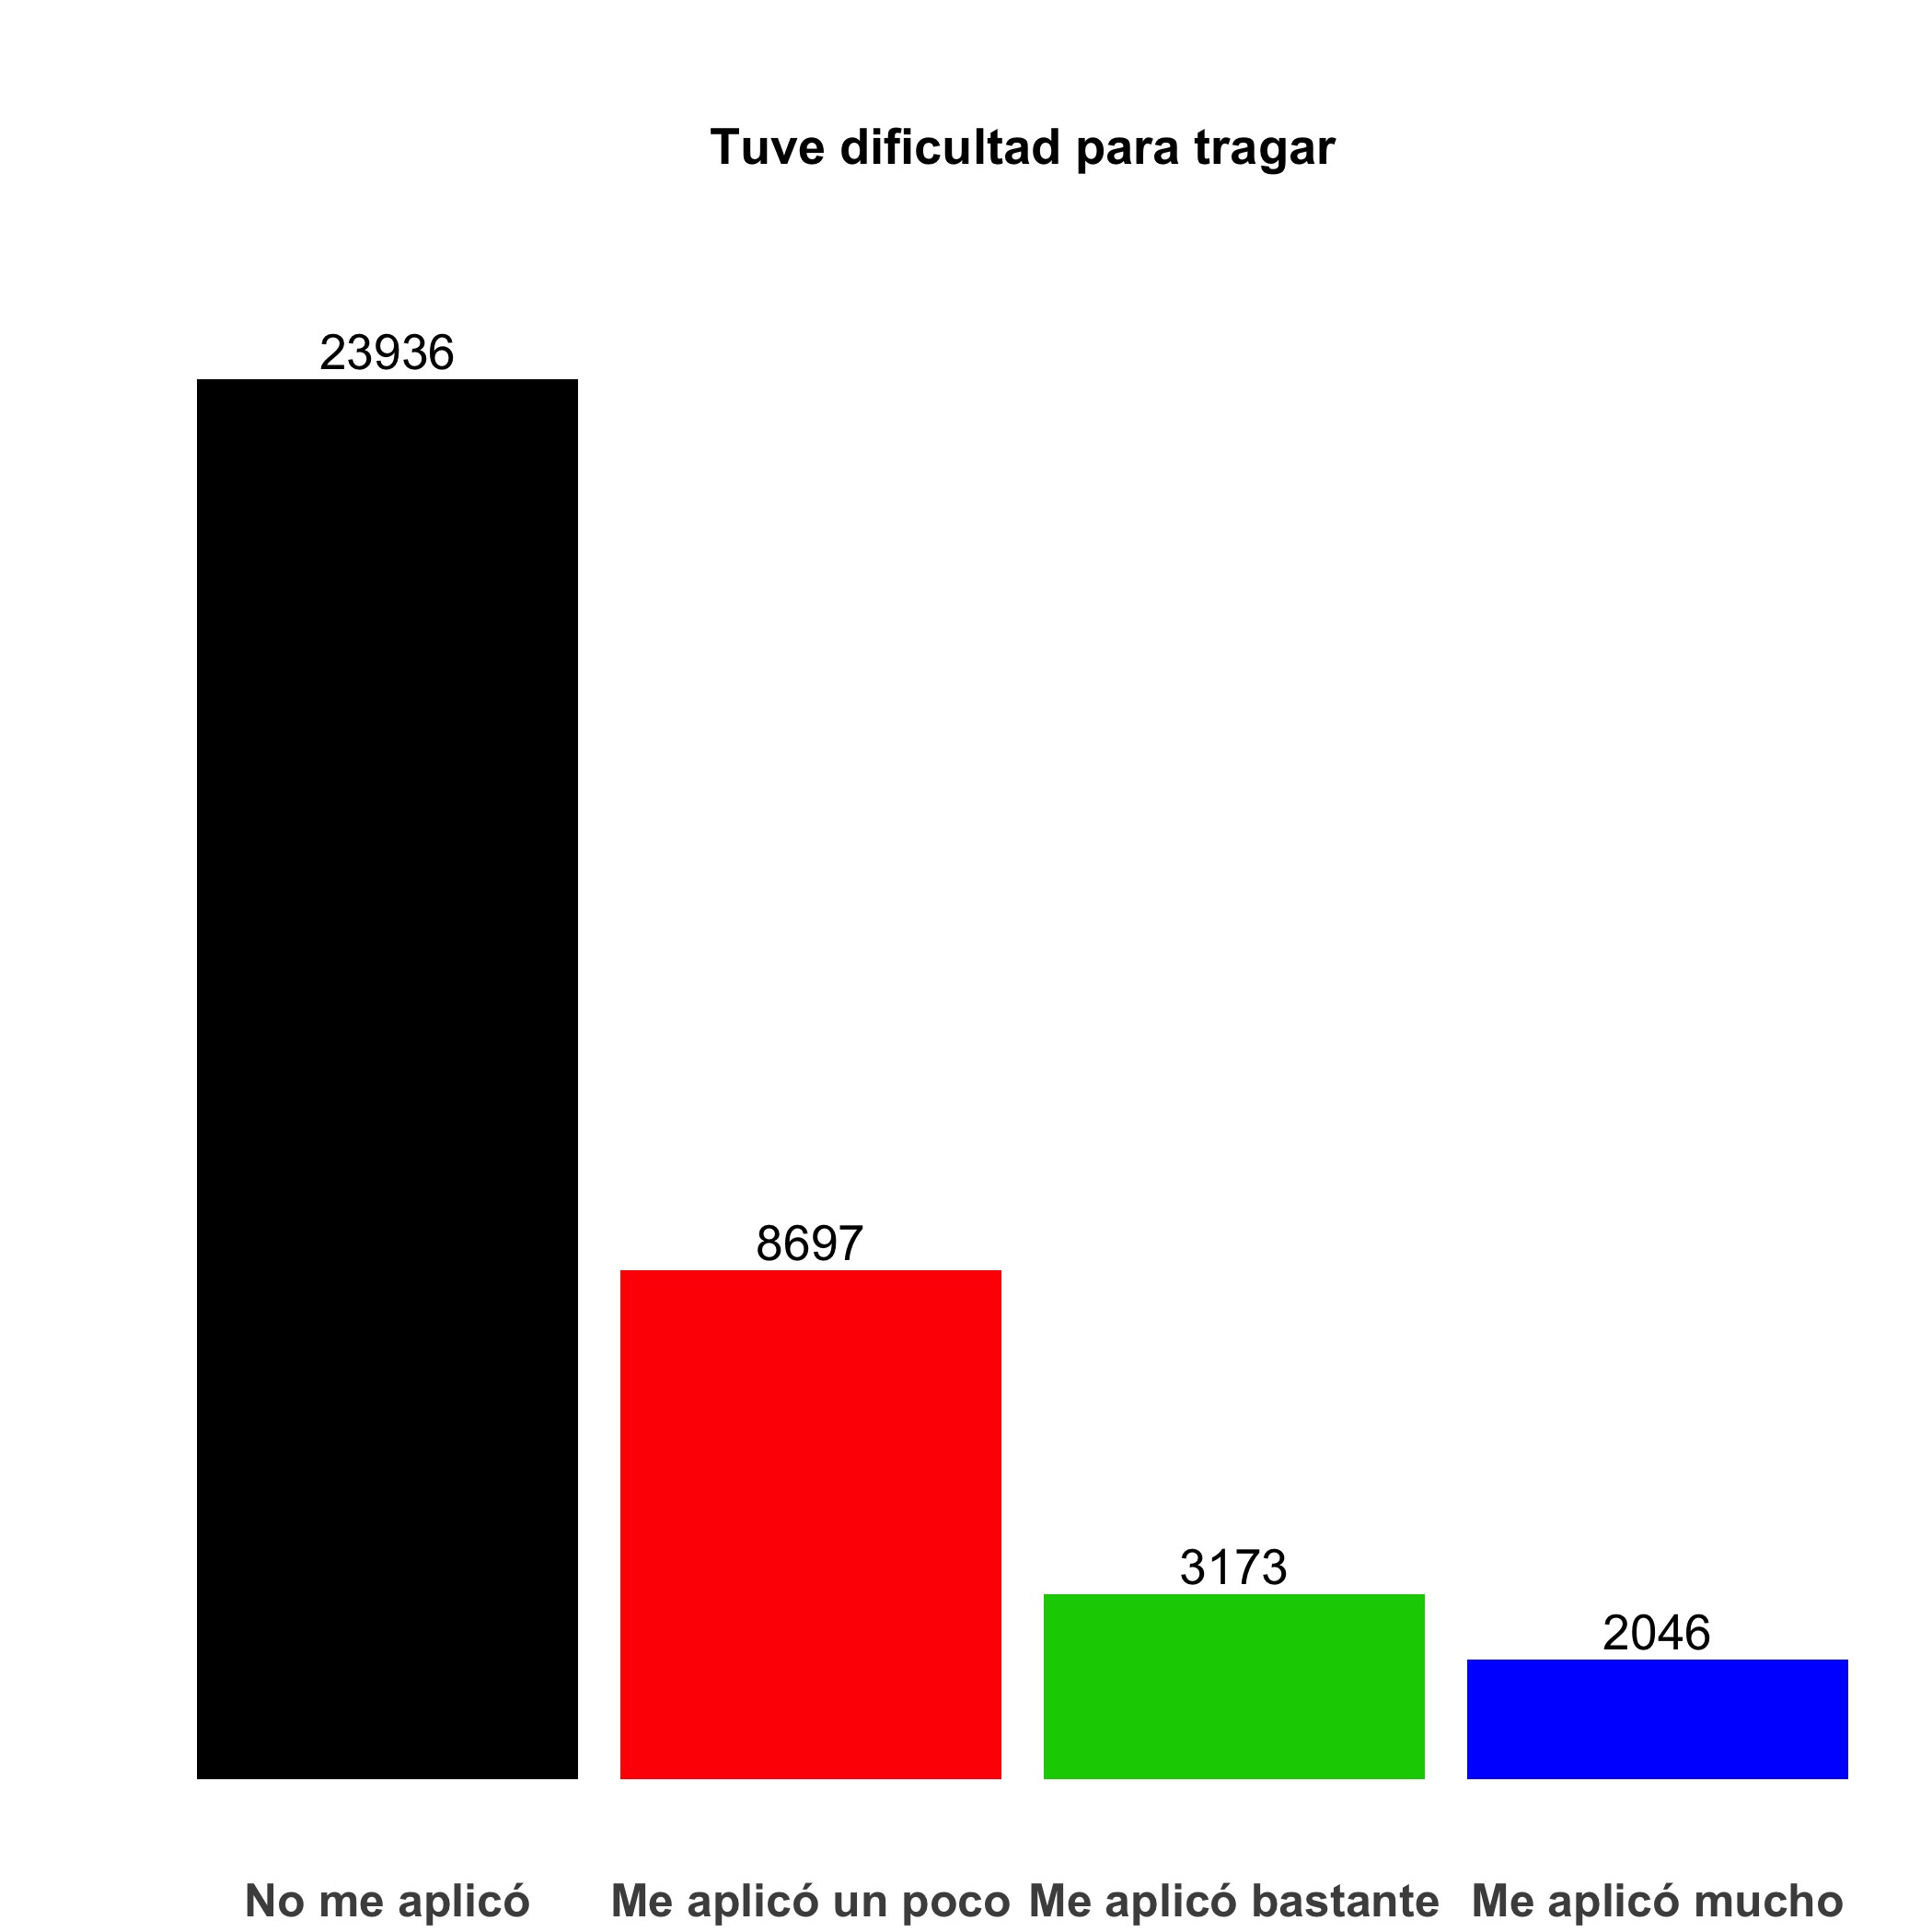 Tuve dificultad para tragar
23936
8697
3173
2046
No me aplicó Me aplicó un poco Me aplicó bastante Me aplicó mucho